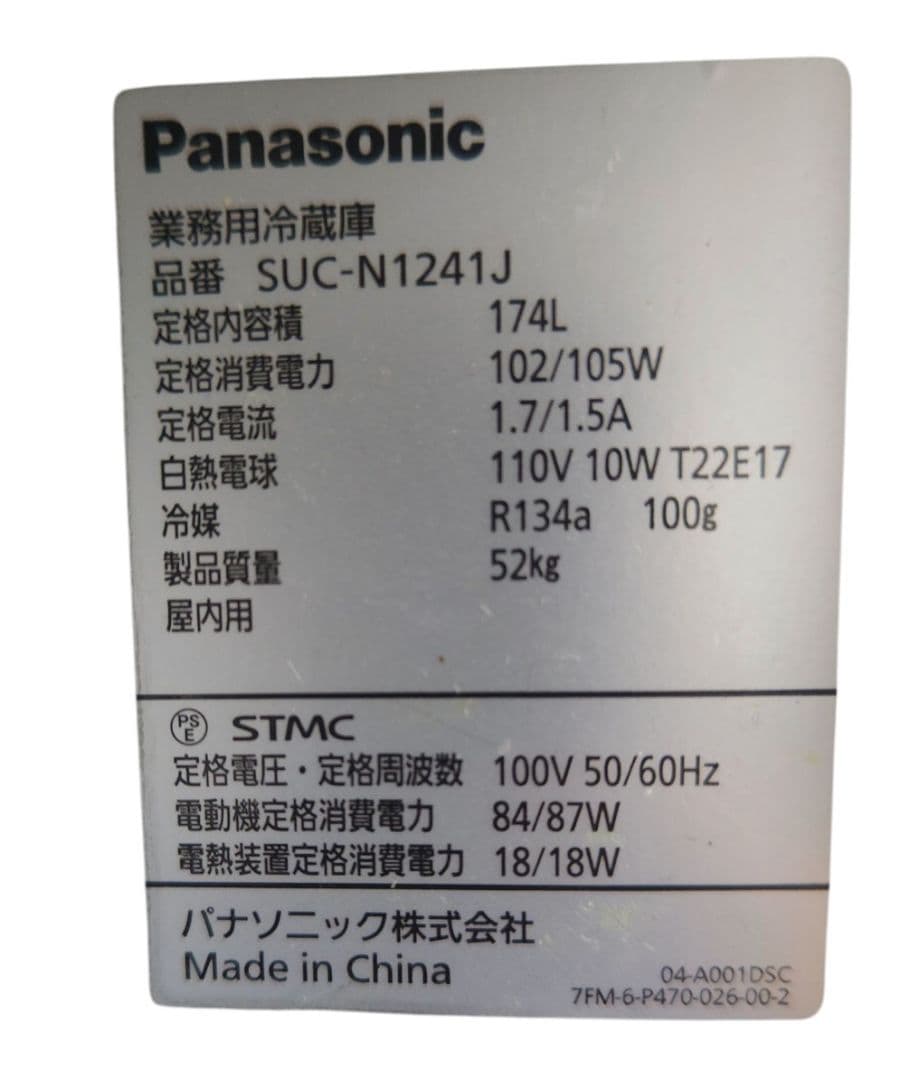 Panasonic
業務用冷蔵庫
品番 SUC-N1241J
定格内容積 174L
定格消費電力 102/105W
定格電流 1.7/1.5A
白熱電球 110V 10W T22E17
冷媒 R134a 100g
製品質量 52kg
屋内用
PSE STMC
定格電圧・定格周波数 100V 50/60Hz
電動機定格消費電力 84/87W
電熱装置定格消費電力 18/18W
パナソニック株式会社
Made in China
04-A001DSC
7FM-6-P470-026-00-2